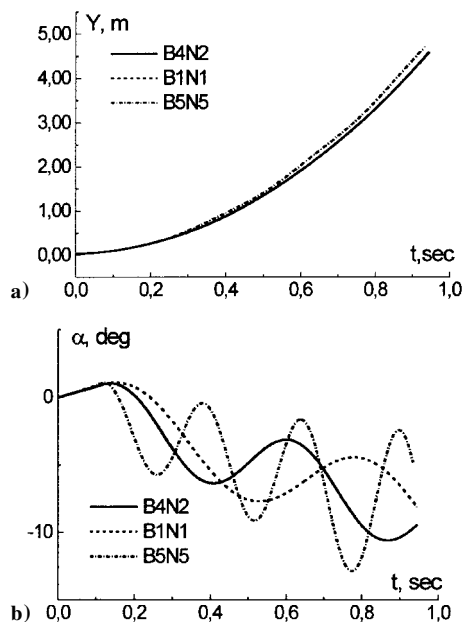 Y, m
5,00
4,00
3,00
2,00
1,00
0,00
B4N2
B1N1
B5N5
t,sec
0,0 0,2 0,4 0,6 0,8 1,0
a)
α, deg
0
-10
B4N2
B1N1
B5N5
t, sec
0,0 0,2 0,4 0,6 0,8 1,0
b)